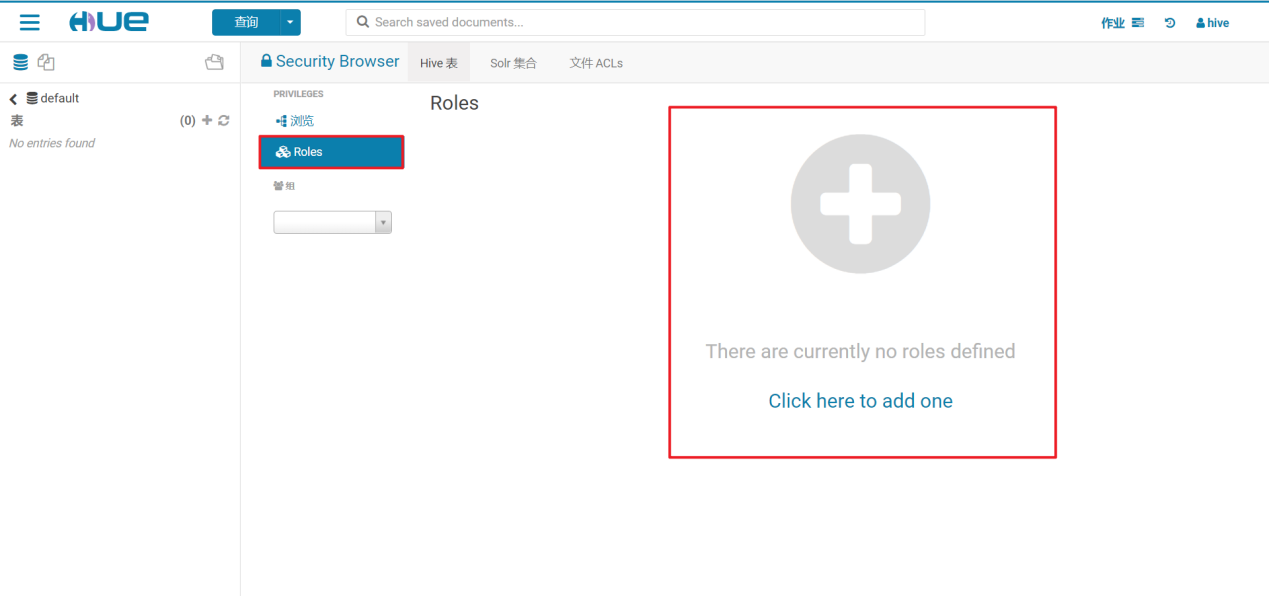 HUE
查询
Search saved documents...
作业
hive
Security Browser
Hive 表
Solr 集合
文件 ACLs
default
表
(0)
No entries found
PRIVILEGES
浏览
Roles
组
Roles
There are currently no roles defined
Click here to add one